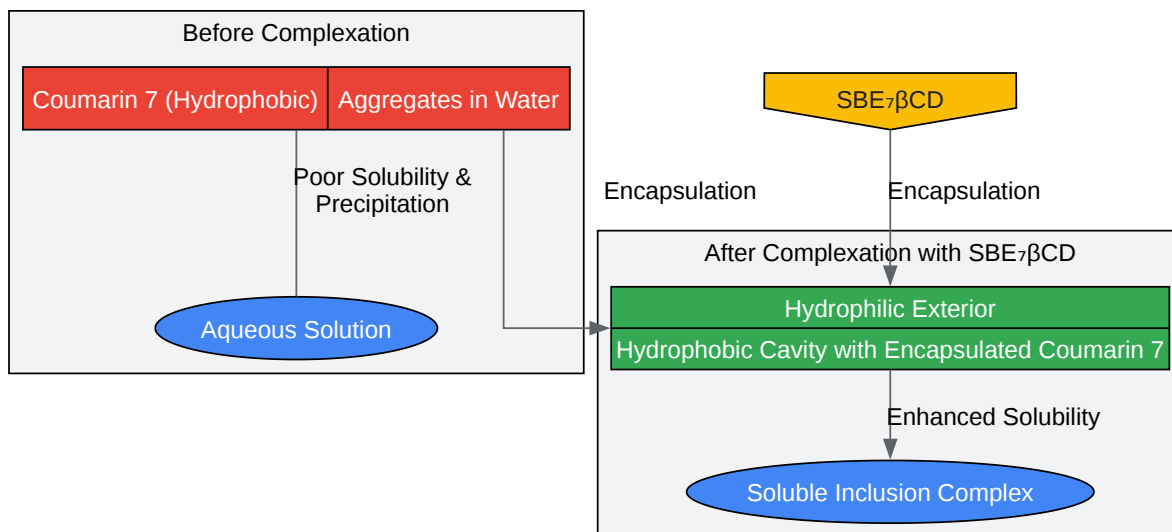 Before Complexation
Coumarin 7 (Hydrophobic)
Aggregates in Water
Poor Solubility &
Precipitation
Aqueous Solution
SBE₇βCD
Encapsulation
Encapsulation
After Complexation with SBE₇βCD
Hydrophilic Exterior
Hydrophobic Cavity with Encapsulated Coumarin 7
Enhanced Solubility
Soluble Inclusion Complex